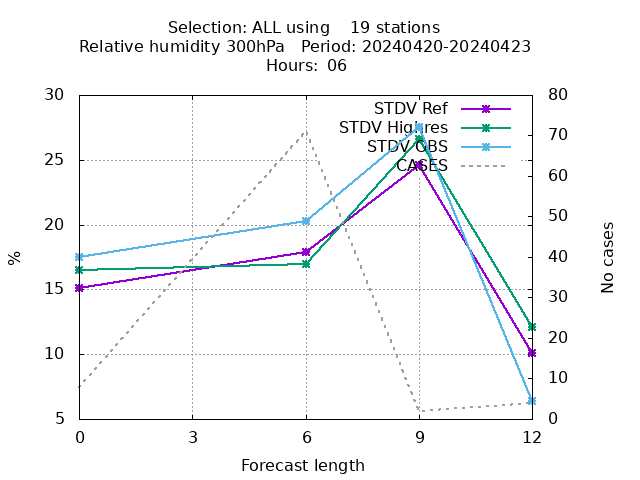 Selection: ALL using    19 stations
Relative humidity 300hPa   Period: 20240420-20240423
Hours: 06
30 80
STDV Ref
70
STDV Highres
STDV OBS
25
CASES
60
20 50
40
%
No cases
15 30
20
10
10
5 0
0 3 6 9 12
Forecast length